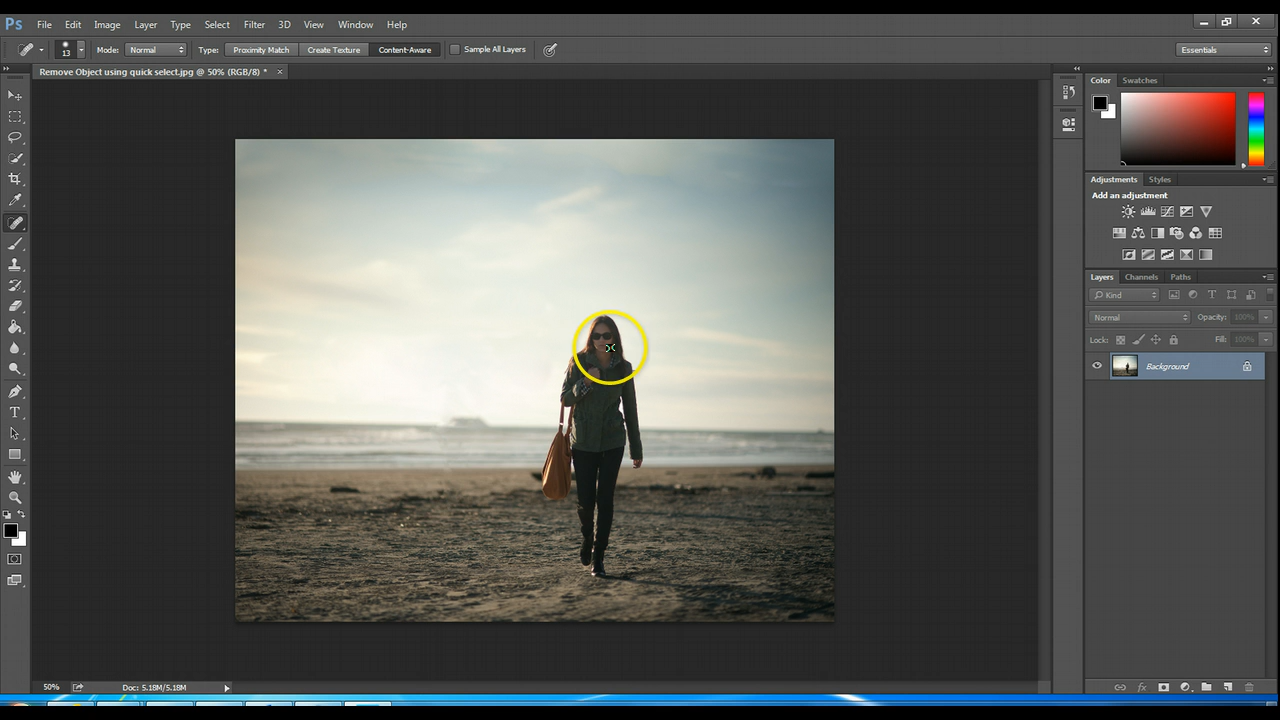 Ps File Edit Image Layer Type Select Filter 3D View Window Help
13 Mode: Normal Type: Proximity Match Create Texture Content-Aware Sample All Layers Essentials
Remove Object using quick select.jpg @ 50% (RGB/8) * ×
Color Swatches
Adjustments Styles
Add an adjustment
Layers Channels Paths
Kind
Normal Opacity: 100%
Lock: Fill: 100%
Background
50% Doc: 5.18M/5.18M